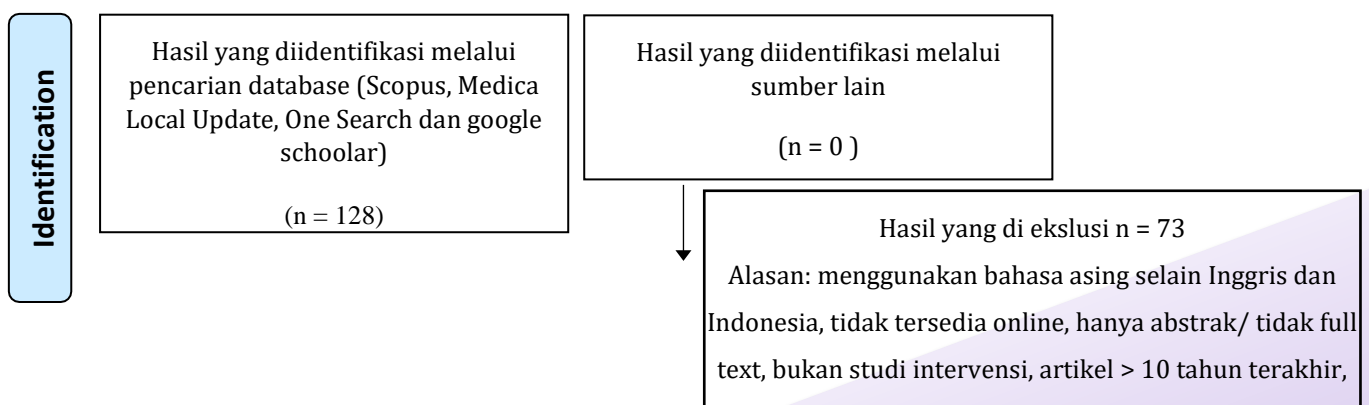 Identification
Hasil yang diidentifikasi melalui
pencarian database (Scopus, Medica
Local Update, One Search dan google
schoolar)
(n = 128)
Hasil yang diidentifikasi melalui
sumber lain
(n = 0 )
Hasil yang di ekslusi n = 73
Alasan: menggunakan bahasa asing selain Inggris dan
Indonesia, tidak tersedia online, hanya abstrak/ tidak full
text, bukan studi intervensi, artikel > 10 tahun terakhir,